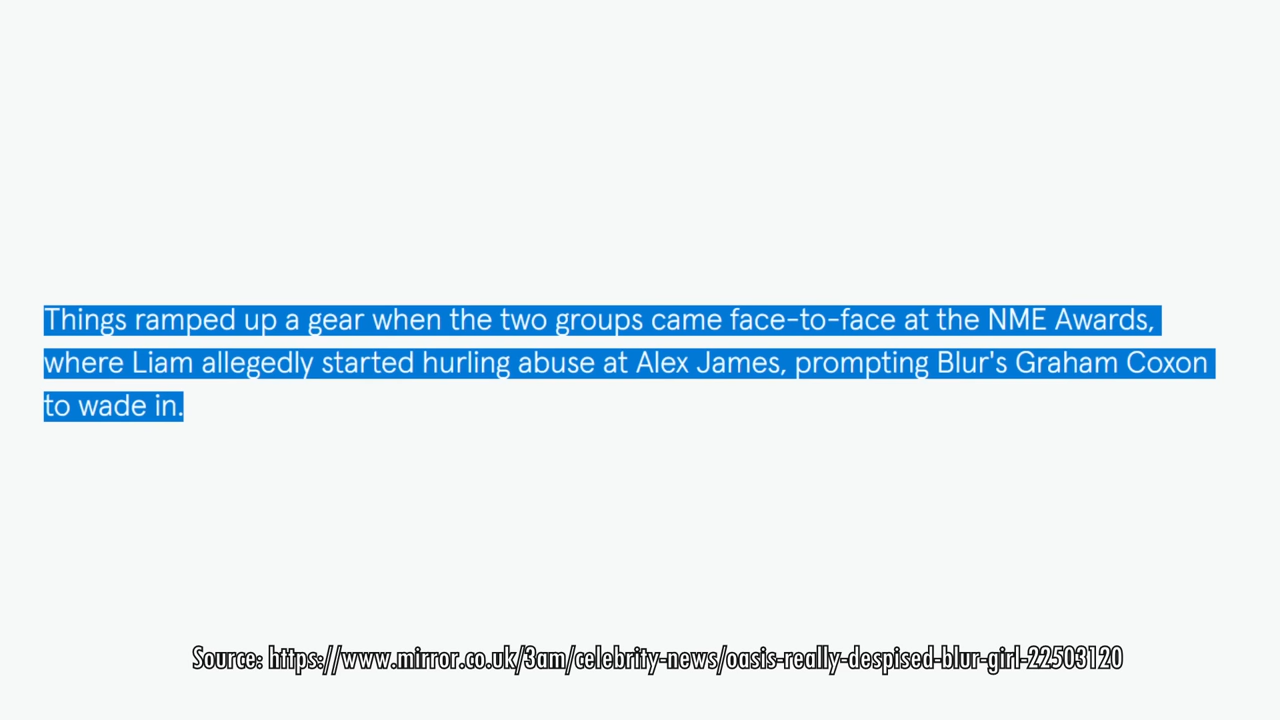 Things ramped up a gear when the two groups came face-to-face at the NME Awards,
where Liam allegedly started hurling abuse at Alex James, prompting Blur's Graham Coxon
to wade in.
Source: https://www.mirror.co.uk/3am/celebrity-news/oasis-really-despised-blur-girl-22503120